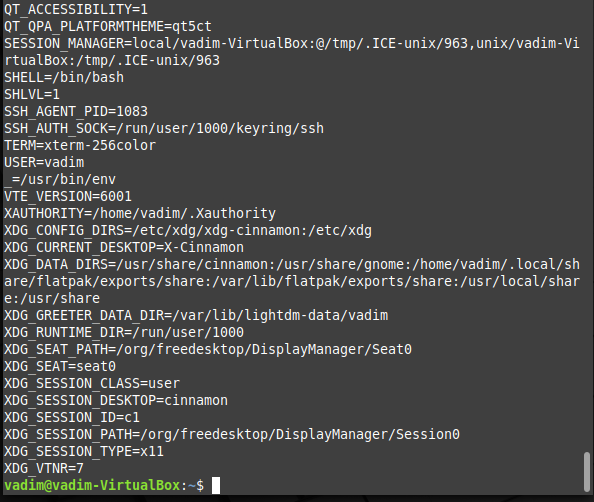 QT_ACCESSIBILITY=1
QT_QPA_PLATFORMTHEME=qt5ct
SESSION_MANAGER=local/vadim-VirtualBox:@/tmp/.ICE-unix/963,unix/vadim-Vi
rtualBox:/tmp/.ICE-unix/963
SHELL=/bin/bash
SHLVL=1
SSH_AGENT_PID=1083
SSH_AUTH_SOCK=/run/user/1000/keyring/ssh
TERM=xterm-256color
USER=vadim
_=/usr/bin/env
VTE_VERSION=6001
XAUTHORITY=/home/vadim/.Xauthority
XDG_CONFIG_DIRS=/etc/xdg/xdg-cinnamon:/etc/xdg
XDG_CURRENT_DESKTOP=X-Cinnamon
XDG_DATA_DIRS=/usr/share/cinnamon:/usr/share/gnome:/home/vadim/.local/sh
are/flatpak/exports/share:/var/lib/flatpak/exports/share:/usr/local/shar
e:/usr/share
XDG_GREETER_DATA_DIR=/var/lib/lightdm-data/vadim
XDG_RUNTIME_DIR=/run/user/1000
XDG_SEAT_PATH=/org/freedesktop/DisplayManager/Seat0
XDG_SEAT=seat0
XDG_SESSION_CLASS=user
XDG_SESSION_DESKTOP=cinnamon
XDG_SESSION_ID=c1
XDG_SESSION_PATH=/org/freedesktop/DisplayManager/Session0
XDG_SESSION_TYPE=x11
XDG_VTNR=7
vadim@vadim-VirtualBox:~$